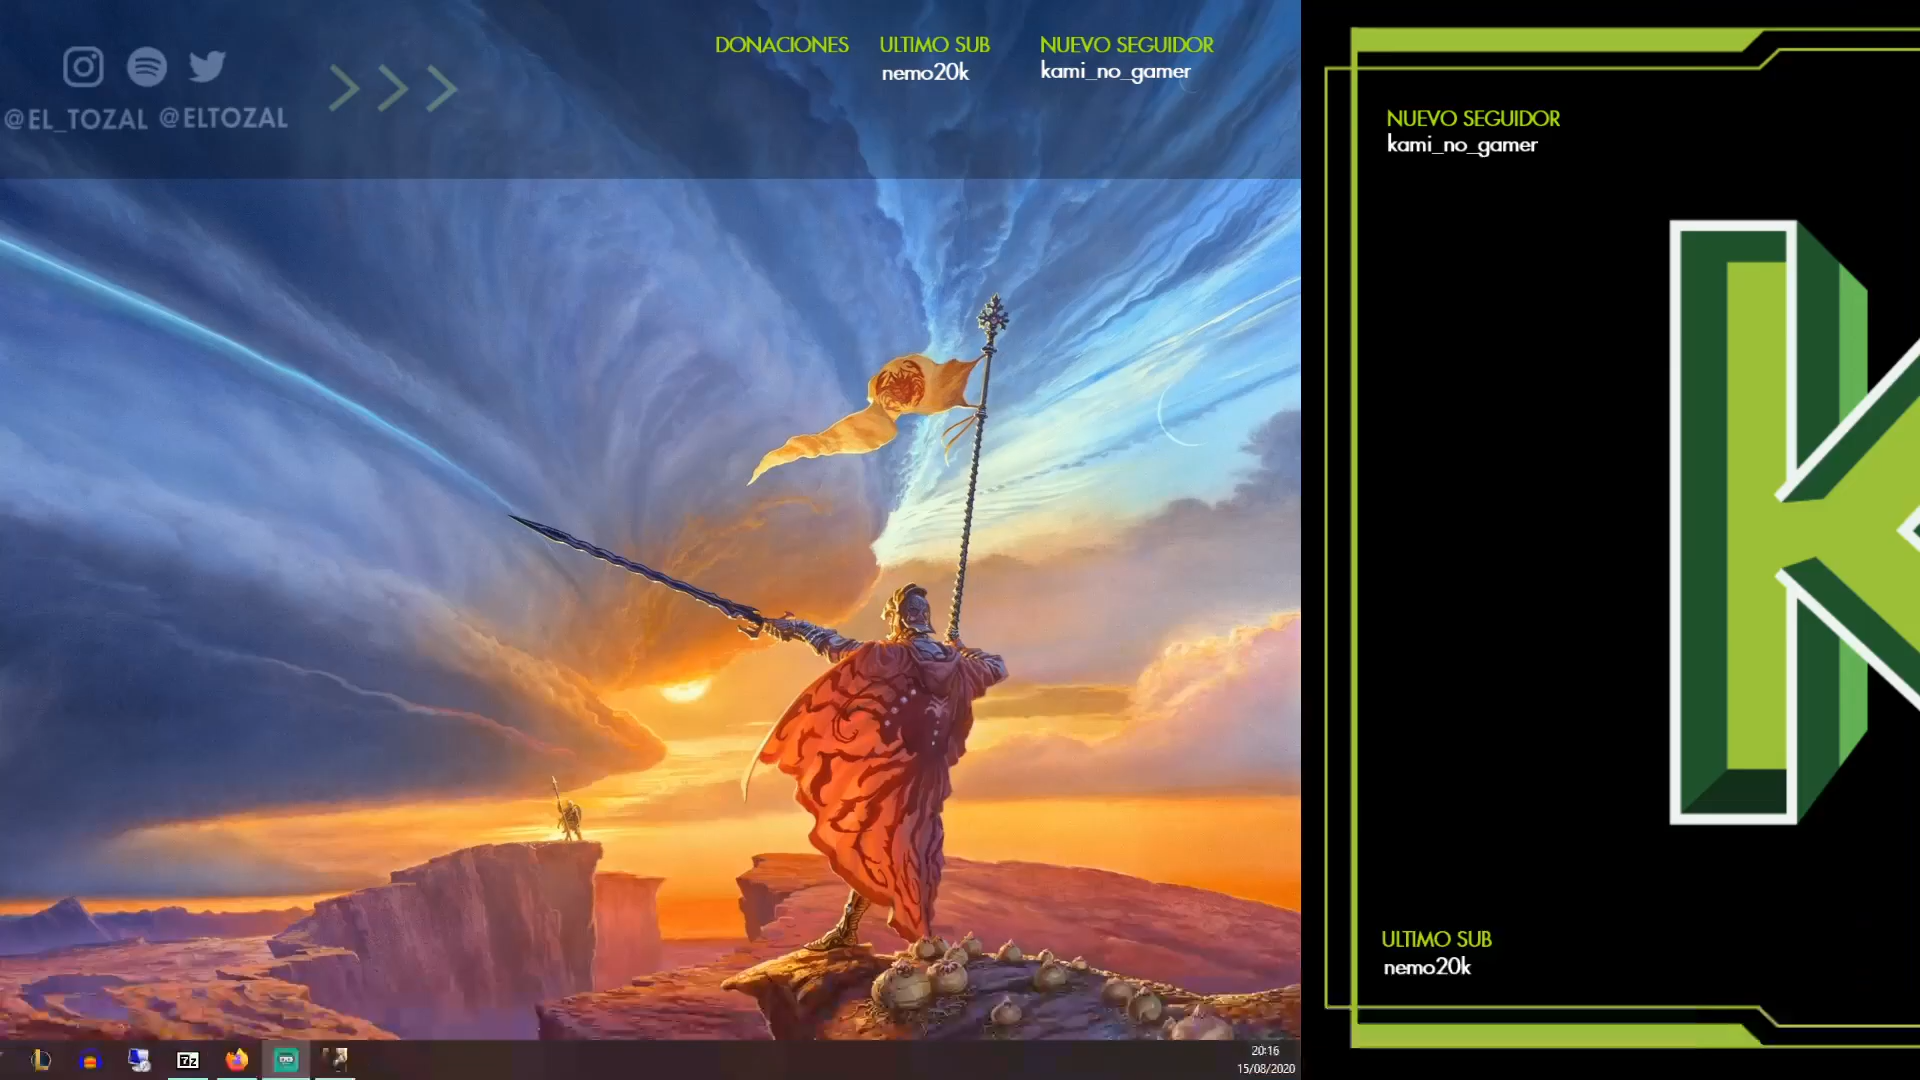 DONACIONES
ULTIMO SUB
nemo20k
NUEVO SEGUIDOR
kami_no_gamer
@EL_TOZAL @ELTOZAL
NUEVO SEGUIDOR
kami_no_gamer
K
ULTIMO SUB
nemo20k
7z
20:16
15/08/2020